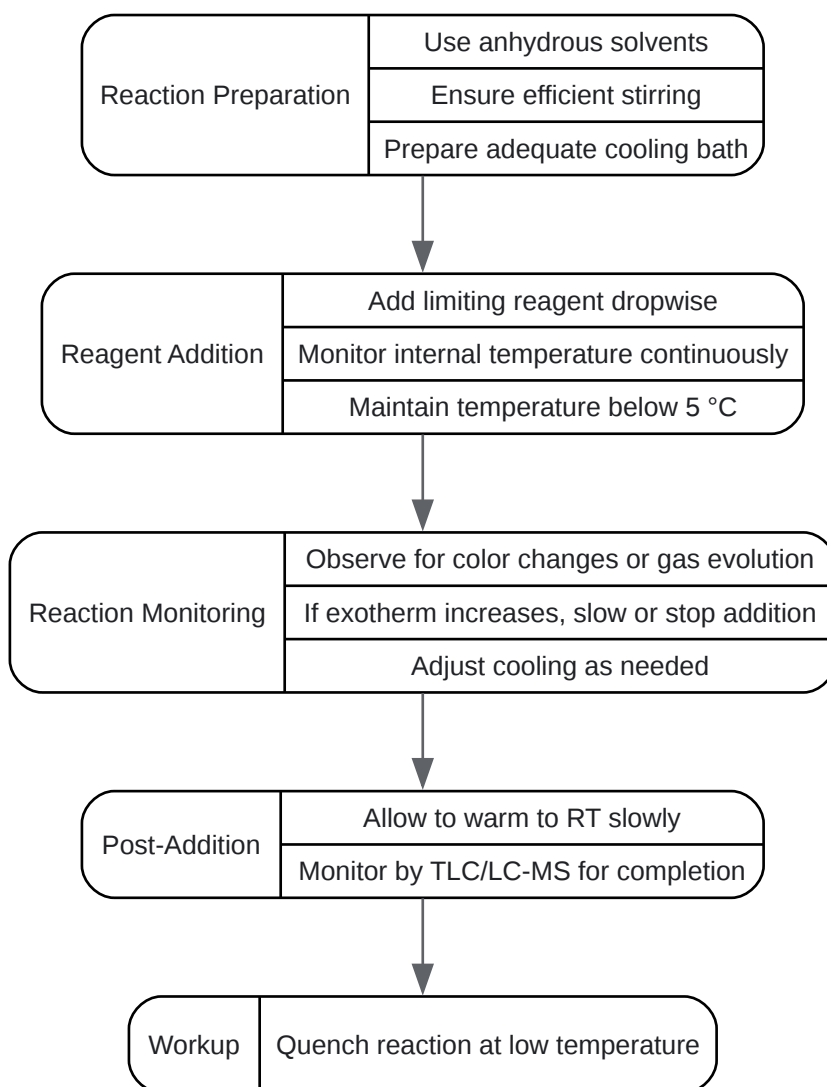 Reaction Preparation
Use anhydrous solvents
Ensure efficient stirring
Prepare adequate cooling bath
Reagent Addition
Add limiting reagent dropwise
Monitor internal temperature continuously
Maintain temperature below 5 °C
Reaction Monitoring
Observe for color changes or gas evolution
If exotherm increases, slow or stop addition
Adjust cooling as needed
Post-Addition
Allow to warm to RT slowly
Monitor by TLC/LC-MS for completion
Workup
Quench reaction at low temperature